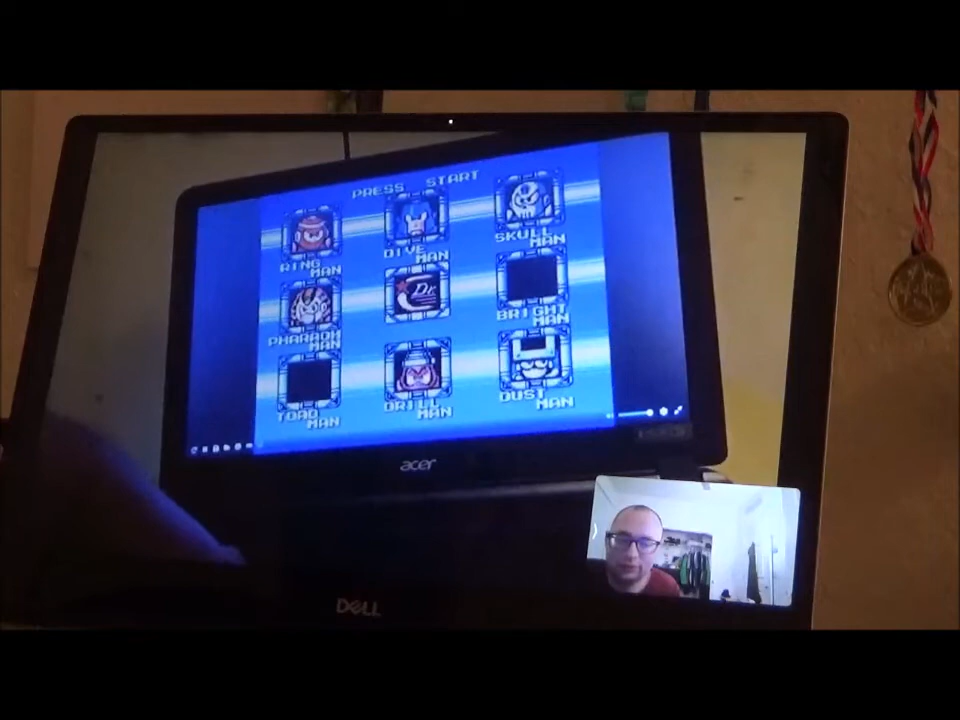 PRESS START
RING MAN
DIVE MAN
SKULL MAN
PHARAOH MAN
Dr.
BRIGHT MAN
TOAD MAN
DRILL MAN
DUST MAN
acer
DELL